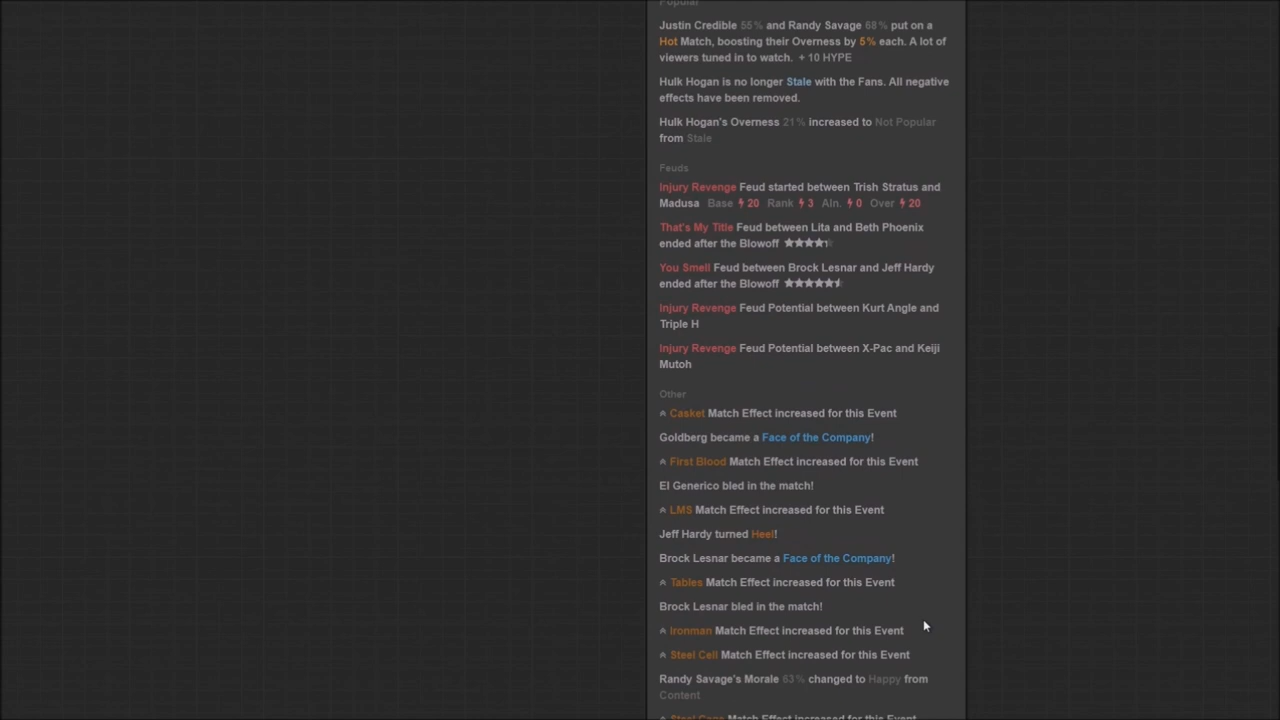 Popular
Justin Credible 55% and Randy Savage 68% put on a
Hot Match, boosting their Overness by 5% each. A lot of
viewers tuned in to watch. + 10 HYPE
Hulk Hogan is no longer Stale with the Fans. All negative
effects have been removed.
Hulk Hogan's Overness 21% increased to Not Popular
from Stale
Feuds
Injury Revenge Feud started between Trish Stratus and
Madusa Base 20 Rank 3 Aln. 0 Over 20
That's My Title Feud between Lita and Beth Phoenix
ended after the Blowoff
You Smell Feud between Brock Lesnar and Jeff Hardy
ended after the Blowoff
Injury Revenge Feud Potential between Kurt Angle and
Triple H
Injury Revenge Feud Potential between X-Pac and Keiji
Mutoh
Other
Casket Match Effect increased for this Event
Goldberg became a Face of the Company!
First Blood Match Effect increased for this Event
El Generico bled in the match!
LMS Match Effect increased for this Event
Jeff Hardy turned Heel!
Brock Lesnar became a Face of the Company!
Tables Match Effect increased for this Event
Brock Lesnar bled in the match!
Ironman Match Effect increased for this Event
Steel Cell Match Effect increased for this Event
Randy Savage's Morale 63% changed to Happy from
Content
Steel Cage Match Effect increased for this Event